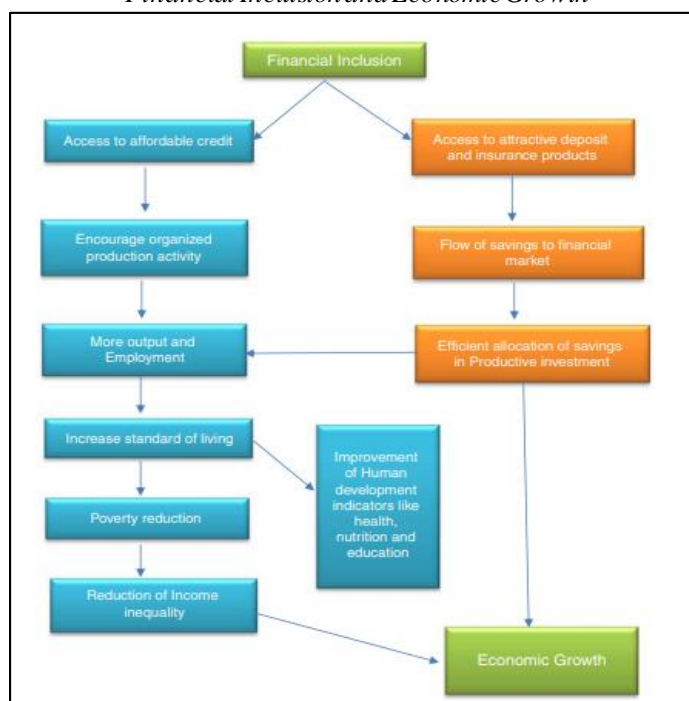 Financial Inclusion and Economic Growth
Financial Inclusion
Access to affordable credit
Access to attractive deposit
and insurance products
Encourage organized
production activity
Flow of savings to financial
market
More output and
Employment
Efficient allocation of savings
in Productive investment
Increase standard of living
Improvement
of Human
development
indicators like
health,
nutrition and
education
Poverty reduction
Reduction of Income
inequality
Economic Growth